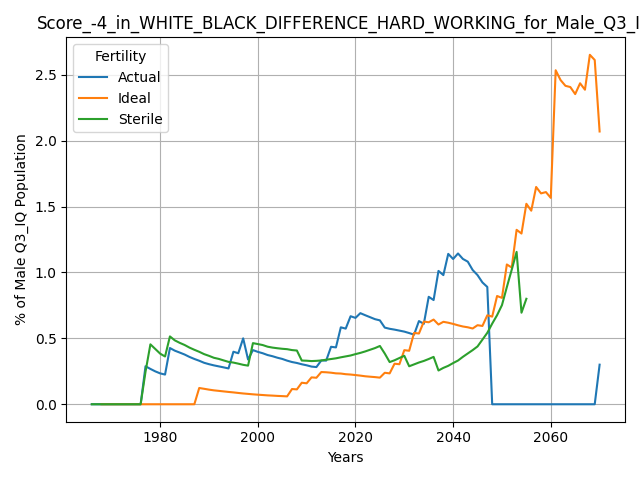 Score_-4_in_WHITE_BLACK_DIFFERENCE_HARD_WORKING_for_Male_Q3_I
Fertility
Actual
Ideal
Sterile
% of Male Q3_IQ Population
2.5
2.0
1.5
1.0
0.5
0.0
1980 2000 2020 2040 2060
Years